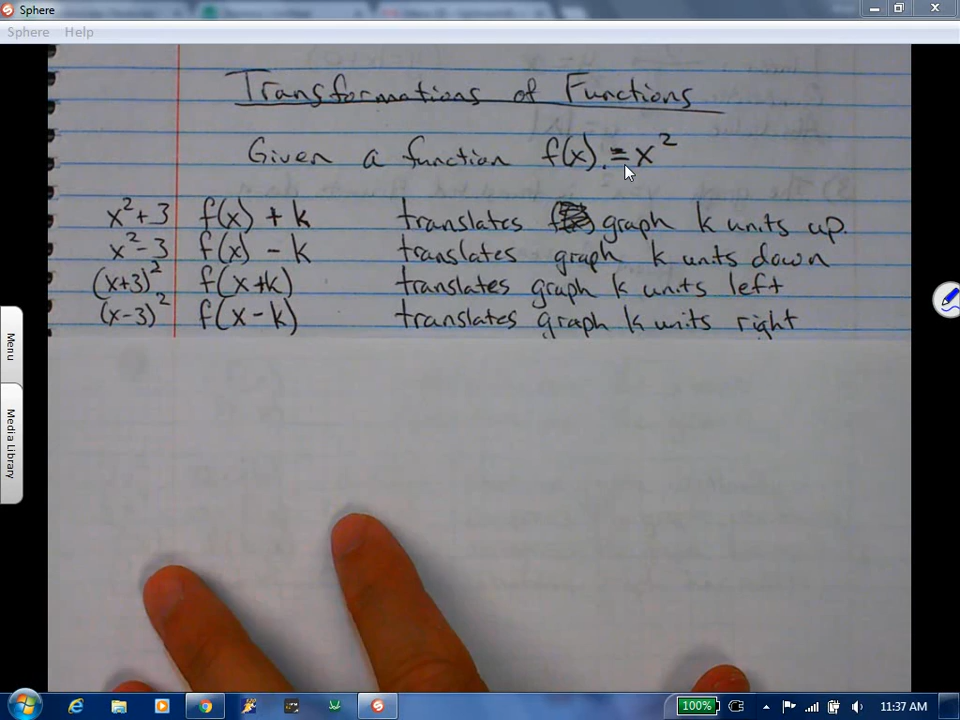 Sphere
Sphere Help
Transformations of Functions
Given a function f(x) = x²
x²+3 f(x) + k translates graph k units up.
x²-3 f(x) - k translates graph k units down
(x+3)² f(x+k) translates graph k units left
(x-3)² f(x-k) translates graph k units right
Menu
Media Library
100% 11:37 AM